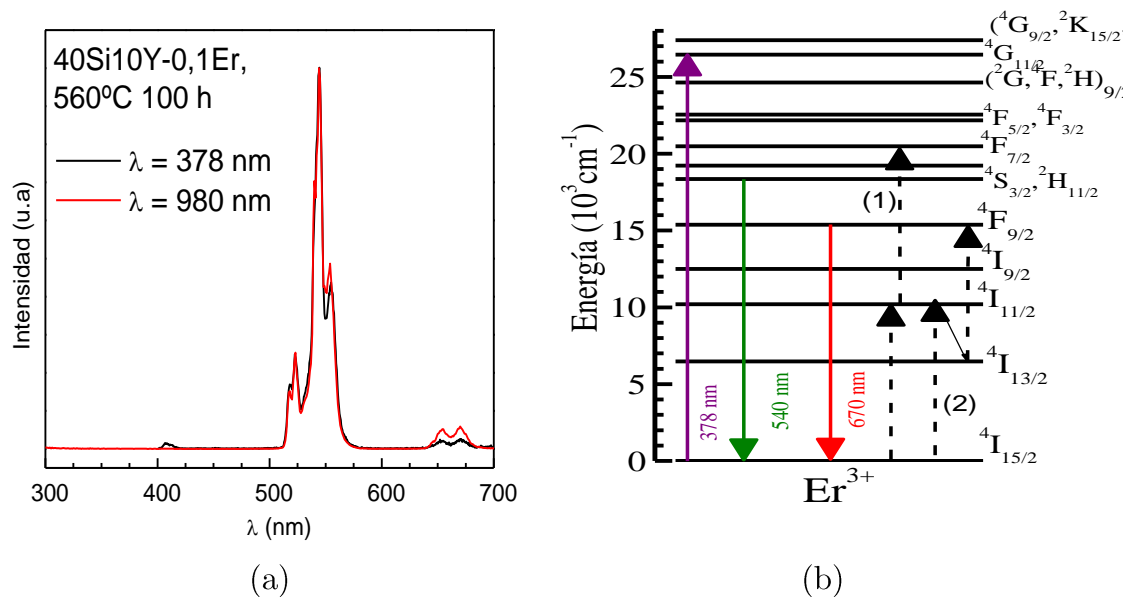 40Si10Y-0,1Er,
560ºC 100 h
λ = 378 nm
λ = 980 nm
Intensidad (u.a)
300 400 500 600 700
λ (nm)
(a)
Energía (10³cm⁻¹)
25
20
15
10
5
0
(⁴G₉/₂,²K₁₅/₂
⁴G₁₁/₂
(²G,⁴F,²H)₉/₂
⁴F₅/₂,⁴F₃/₂
⁴F₇/₂
⁴S₃/₂,²H₁₁/₂
⁴F₉/₂
⁴I₉/₂
⁴I₁₁/₂
⁴I₁₃/₂
⁴I₁₅/₂
(1)
(2)
378 nm
540 nm
670 nm
Er³⁺
(b)